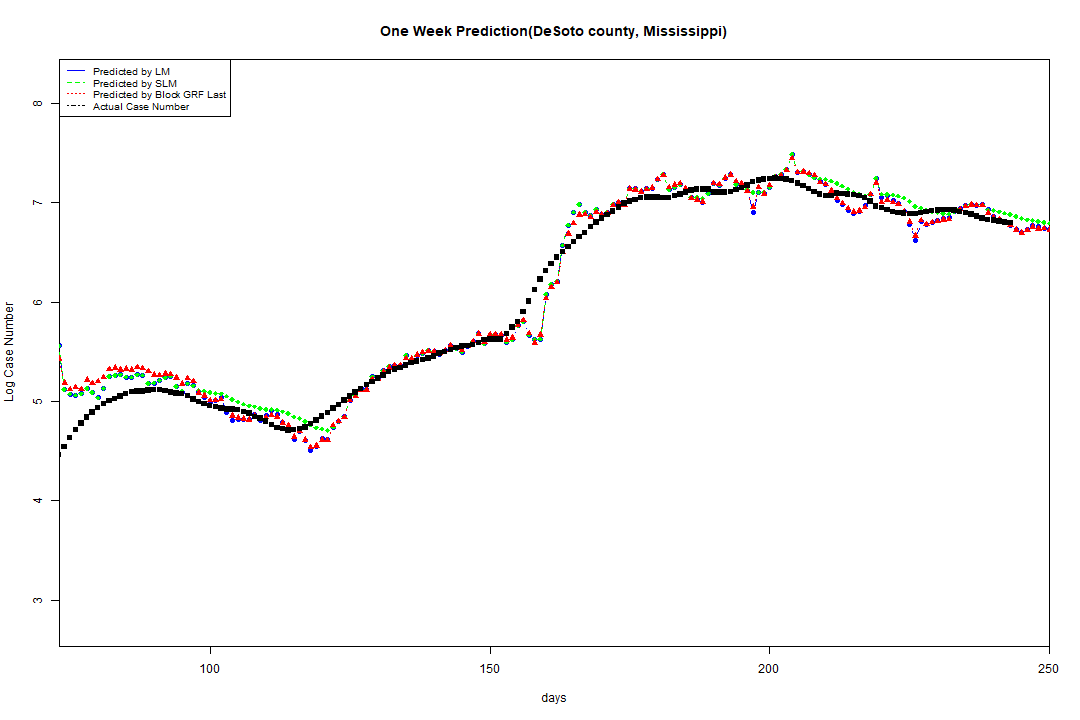 One Week Prediction(DeSoto county, Mississippi)
Predicted by LM
Predicted by SLM
Predicted by Block GRF Last
Actual Case Number
Log Case Number
8
7
6
5
4
3
100
150
200
250
days